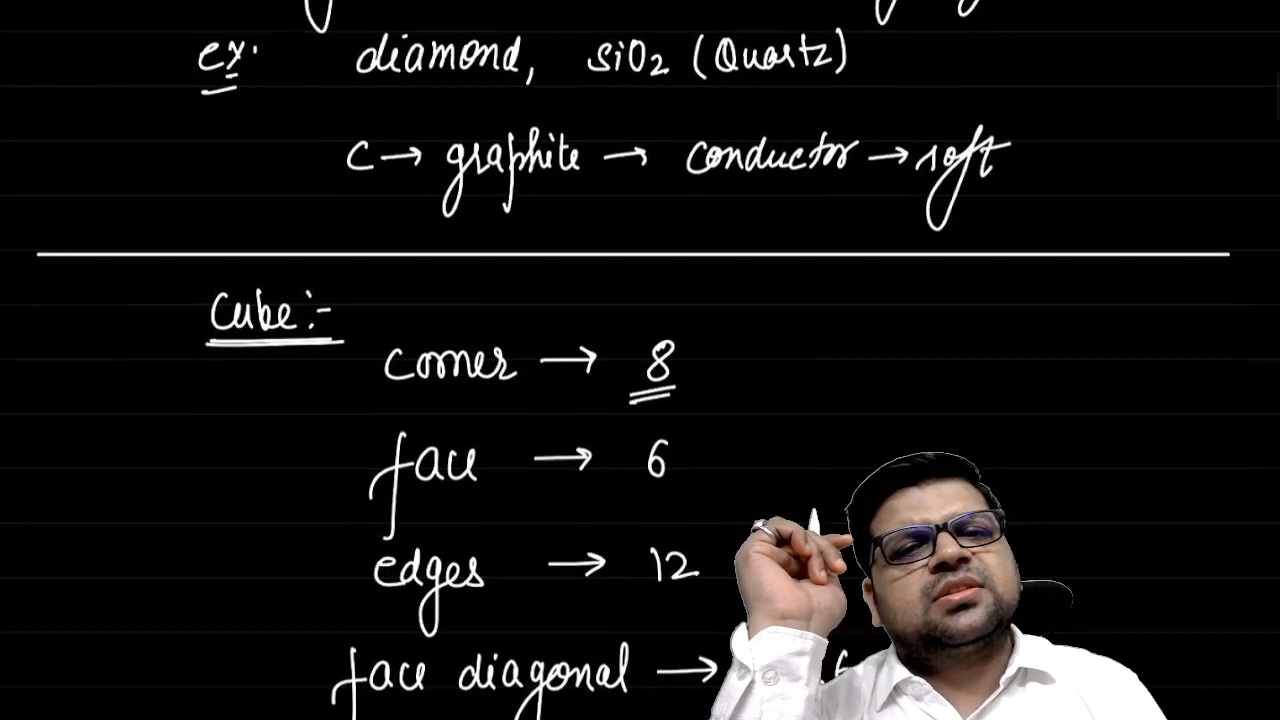 ex. diamond, SiO2 (Quartz)
C → graphite → conductor → soft
Cube:-
corner → 8
face → 6
edges → 12
face diagonal →